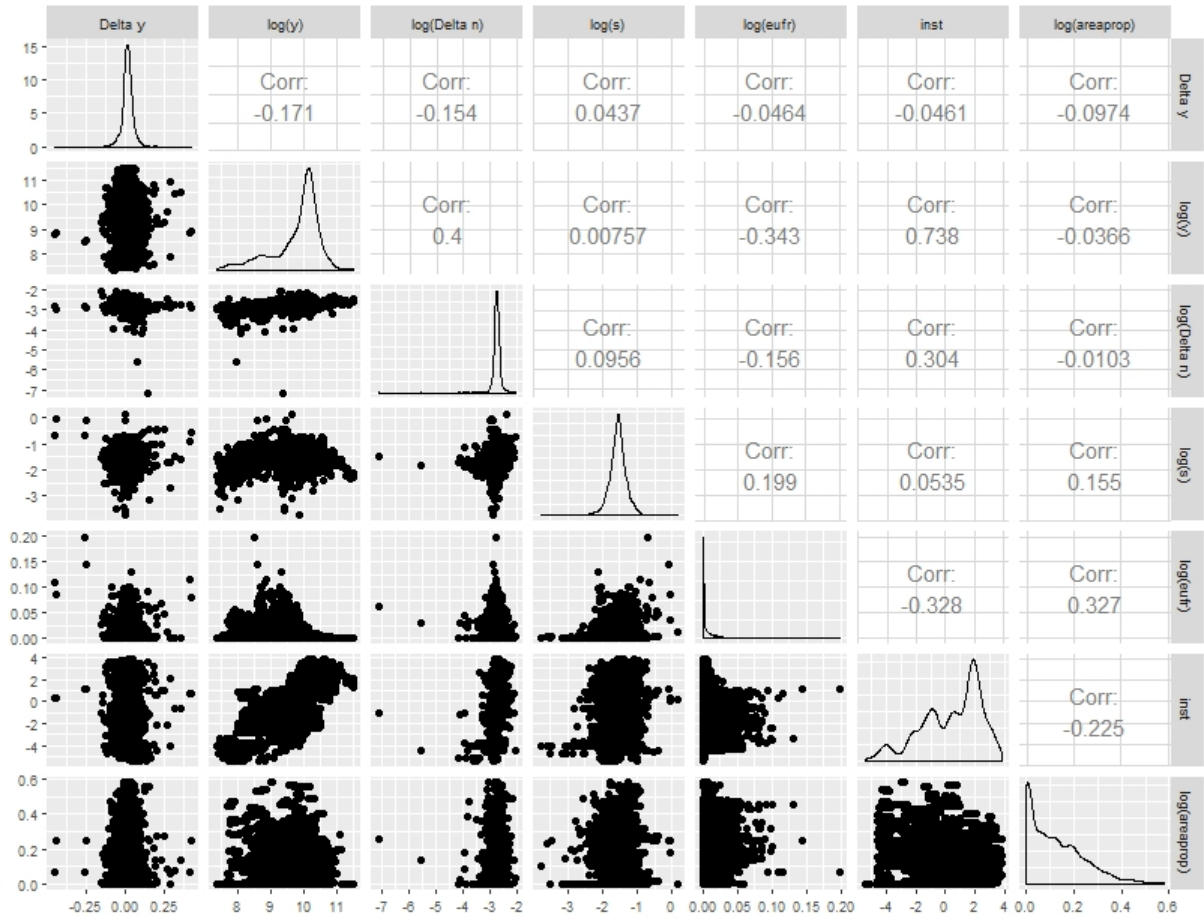 Delta y log(y) log(Delta n) log(s) log(eufr) inst log(areaprop)
15
10
5
0
Corr: Corr: Corr: Corr: Corr: Corr:
-0.171 -0.154 0.0437 -0.0464 -0.0461 -0.0974
Delta y
11
10
9
8
Corr: Corr: Corr: Corr: Corr:
0.4 0.00757 -0.343 0.738 -0.0366
log(y)
-2
-3
-4
-5
-6
-7
Corr: Corr: Corr: Corr:
0.0956 -0.156 0.304 -0.0103
log(Delta n)
0
-1
-2
-3
Corr: Corr: Corr:
0.199 0.0535 0.155
log(s)
0.20
0.15
0.10
0.05
0.00
Corr: Corr:
-0.328 0.327
log(eufr)
4
2
0
-2
-4
Corr:
-0.225
inst
0.6
0.4
0.2
0.0
log(areaprop)
-0.25 0.00 0.25 8 9 10 11 -7 -6 -5 -4 -3 -2 -3 -2 -1 0 0.00 0.05 0.10 0.15 0.20 -4 -2 0 2 4 0.0 0.2 0.4 0.6